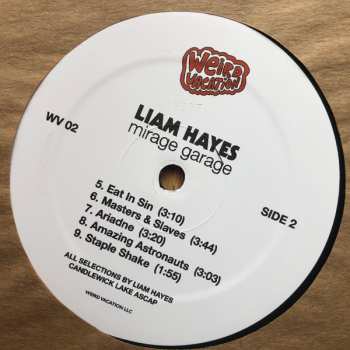 WEIRD
VACATION
WV 02
LIAM HAYES
mirage garage
SIDE 2
5. Eat In Sin (3:10)
6. Masters & Slaves (3:44)
7. Ariadne (3:20)
8. Amazing Astronauts (3:03)
9. Staple Shake (1:55)
ALL SELECTIONS BY LIAM HAYES
CANDLEWICK LAKE ASCAP
WEIRD VACATION LLC